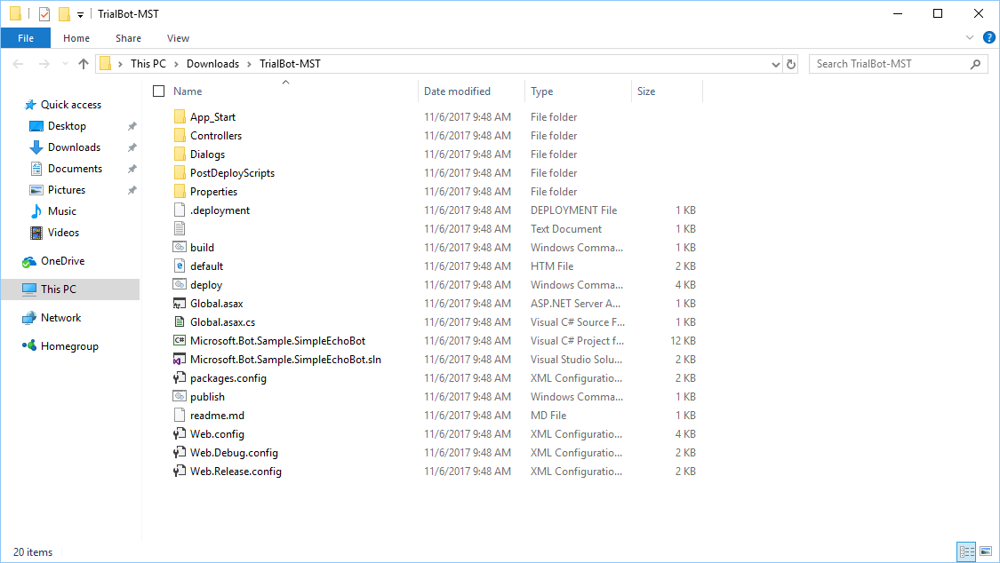 TrialBot-MST
File Home Share View
This PC Downloads TrialBot-MST Search TrialBot-MST
Name Date modified Type Size
Quick access
Desktop
Downloads
Documents
Pictures
Music
Videos
OneDrive
This PC
Network
Homegroup
App_Start 11/6/2017 9:48 AM File folder
Controllers 11/6/2017 9:48 AM File folder
Dialogs 11/6/2017 9:48 AM File folder
PostDeployScripts 11/6/2017 9:48 AM File folder
Properties 11/6/2017 9:48 AM File folder
.deployment 11/6/2017 9:48 AM DEPLOYMENT File 1 KB
11/6/2017 9:48 AM Text Document 1 KB
build 11/6/2017 9:48 AM Windows Comma... 1 KB
default 11/6/2017 9:48 AM HTM File 2 KB
deploy 11/6/2017 9:48 AM Windows Comma... 4 KB
Global.asax 11/6/2017 9:48 AM ASP.NET Server A... 1 KB
Global.asax.cs 11/6/2017 9:48 AM Visual C# Source F... 1 KB
Microsoft.Bot.Sample.SimpleEchoBot 11/6/2017 9:48 AM Visual C# Project f... 12 KB
Microsoft.Bot.Sample.SimpleEchoBot.sln 11/6/2017 9:48 AM Visual Studio Solu... 2 KB
packages.config 11/6/2017 9:48 AM XML Configuratio... 2 KB
publish 11/6/2017 9:48 AM Windows Comma... 1 KB
readme.md 11/6/2017 9:48 AM MD File 1 KB
Web.config 11/6/2017 9:48 AM XML Configuratio... 4 KB
Web.Debug.config 11/6/2017 9:48 AM XML Configuratio... 2 KB
Web.Release.config 11/6/2017 9:48 AM XML Configuratio... 2 KB
20 items